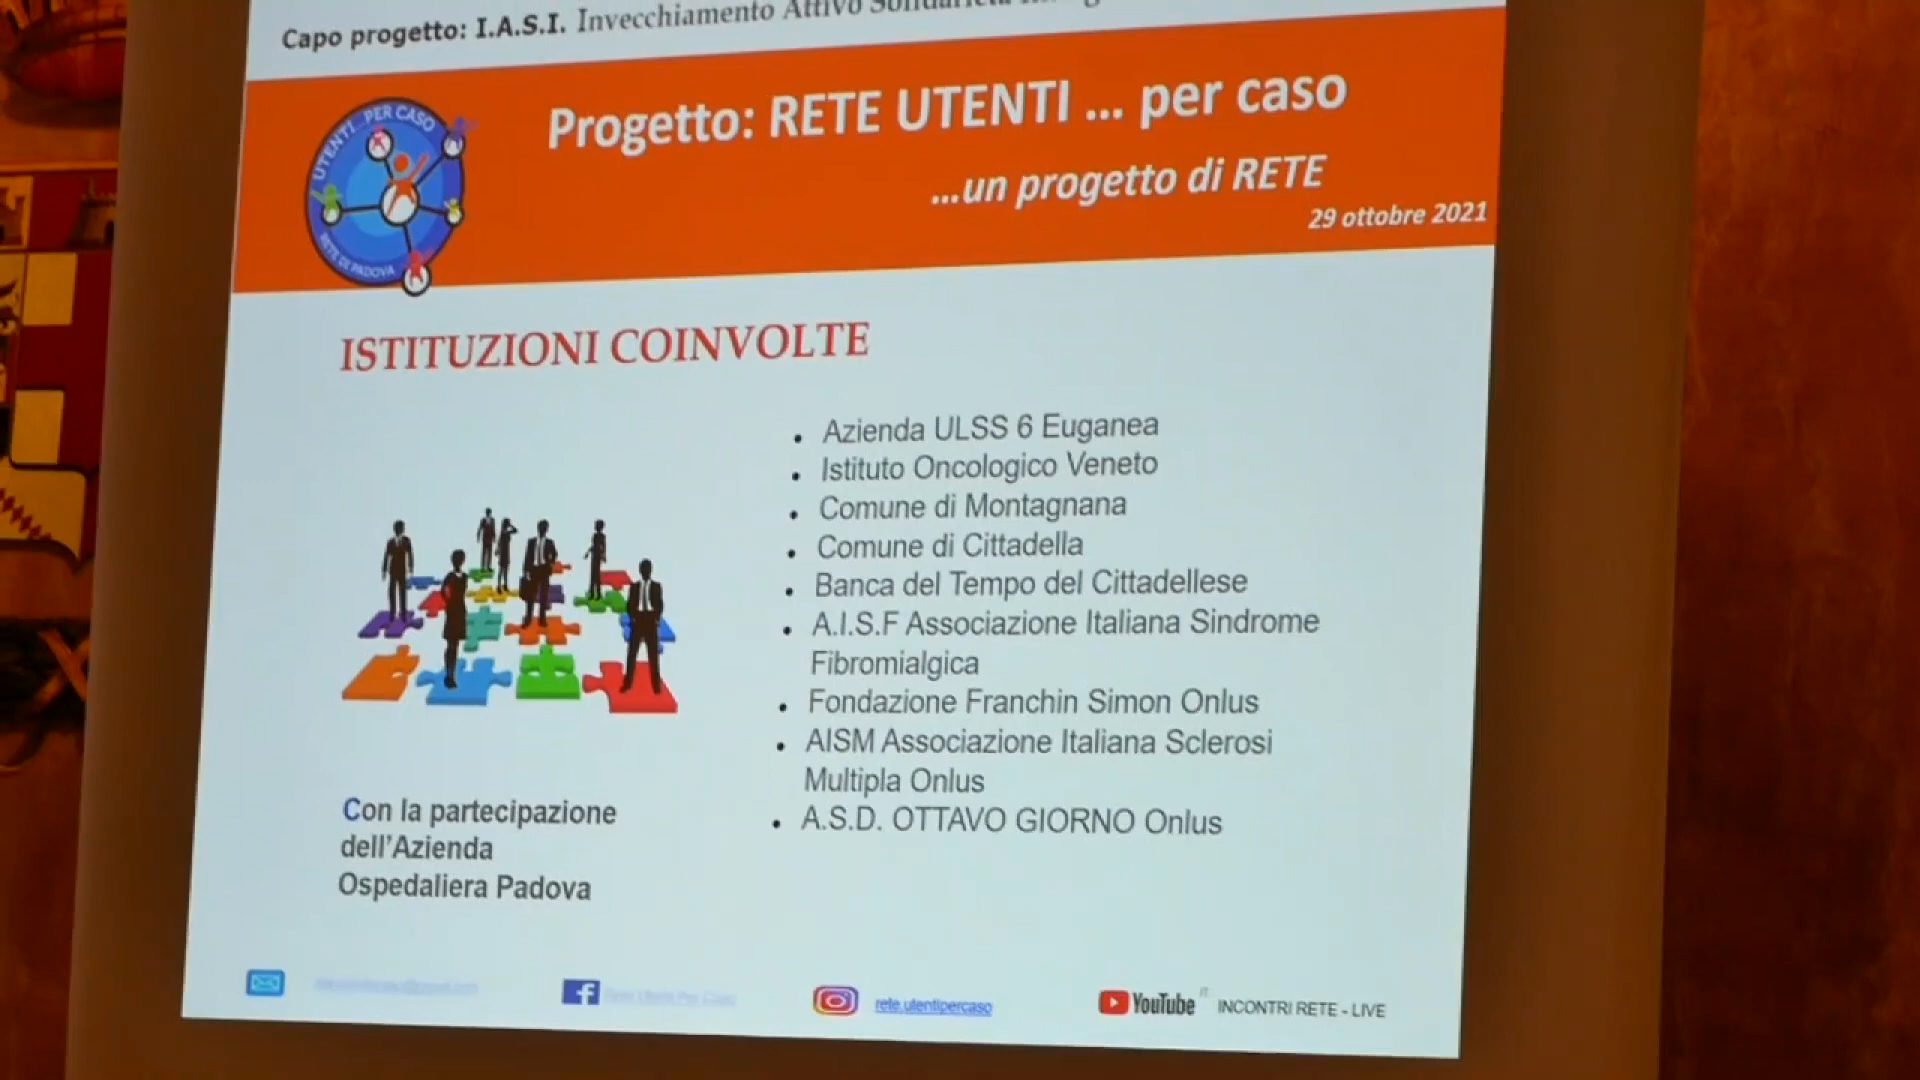 Capo progetto: I.A.S.I. Invecchiamento Attivo
UTENTI...PER CASO
RETE DI PADOVA
Progetto: RETE UTENTI ... per caso
...un progetto di RETE
29 ottobre 2021
ISTITUZIONI COINVOLTE
• Azienda ULSS 6 Euganea
• Istituto Oncologico Veneto
• Comune di Montagnana
• Comune di Cittadella
• Banca del Tempo del Cittadellese
• A.I.S.F Associazione Italiana Sindrome
Fibromialgica
• Fondazione Franchin Simon Onlus
• AISM Associazione Italiana Sclerosi
Multipla Onlus
• A.S.D. OTTAVO GIORNO Onlus
Con la partecipazione
dell'Azienda
Ospedaliera Padova
rete.utentipercaso
YouTube IT INCONTRI RETE - LIVE